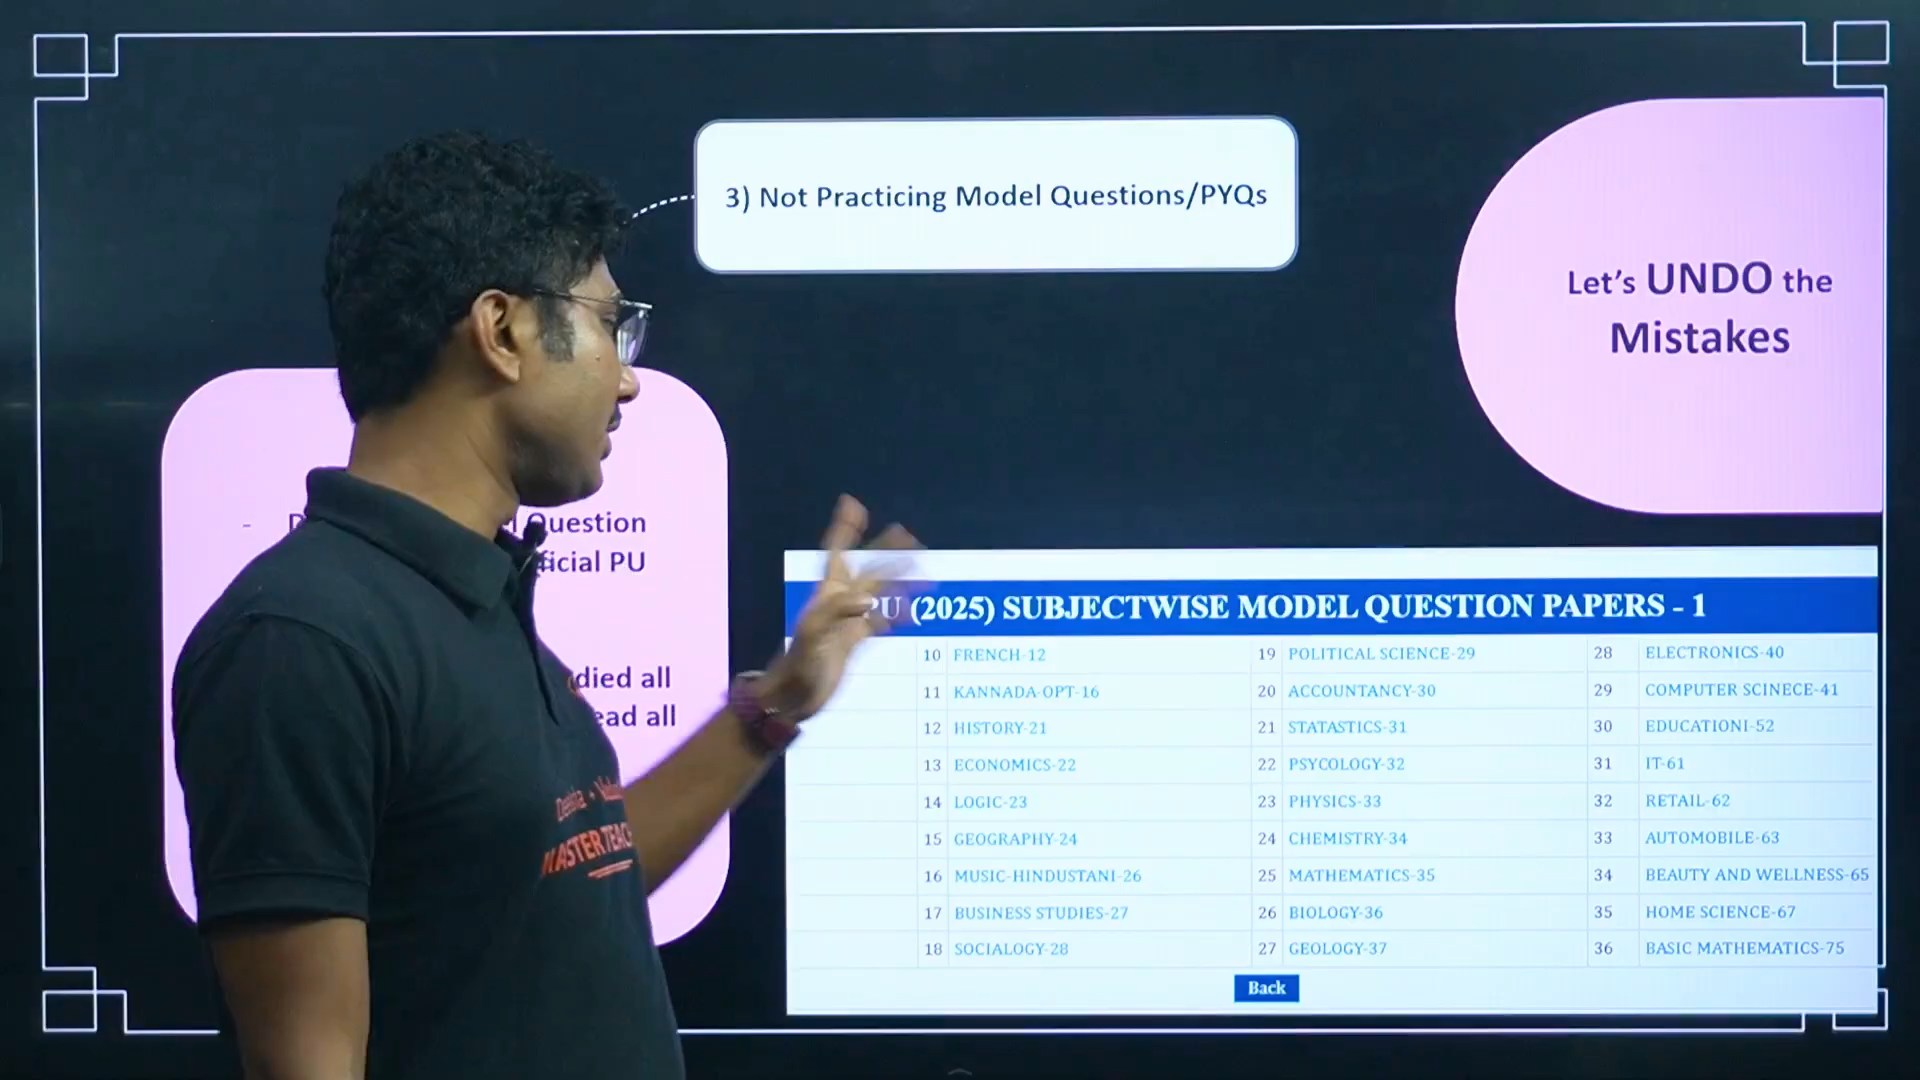 3) Not Practicing Model Questions/PYQs
Let's UNDO the
Mistakes
- Question
PU
all
all
MASTER
PU (2025) SUBJECTWISE MODEL QUESTION PAPERS - 1
10 FRENCH-12 19 POLITICAL SCIENCE-29 28 ELECTRONICS-40
11 KANNADA-OPT-16 20 ACCOUNTANCY-30 29 COMPUTER SCINECE-41
12 HISTORY-21 21 STATASTICS-31 30 EDUCATIONI-52
13 ECONOMICS-22 22 PSYCOLOGY-32 31 IT-61
14 LOGIC-23 23 PHYSICS-33 32 RETAIL-62
15 GEOGRAPHY-24 24 CHEMISTRY-34 33 AUTOMOBILE-63
16 MUSIC-HINDUSTANI-26 25 MATHEMATICS-35 34 BEAUTY AND WELLNESS-65
17 BUSINESS STUDIES-27 26 BIOLOGY-36 35 HOME SCIENCE-67
18 SOCIALOGY-28 27 GEOLOGY-37 36 BASIC MATHEMATICS-75
Back